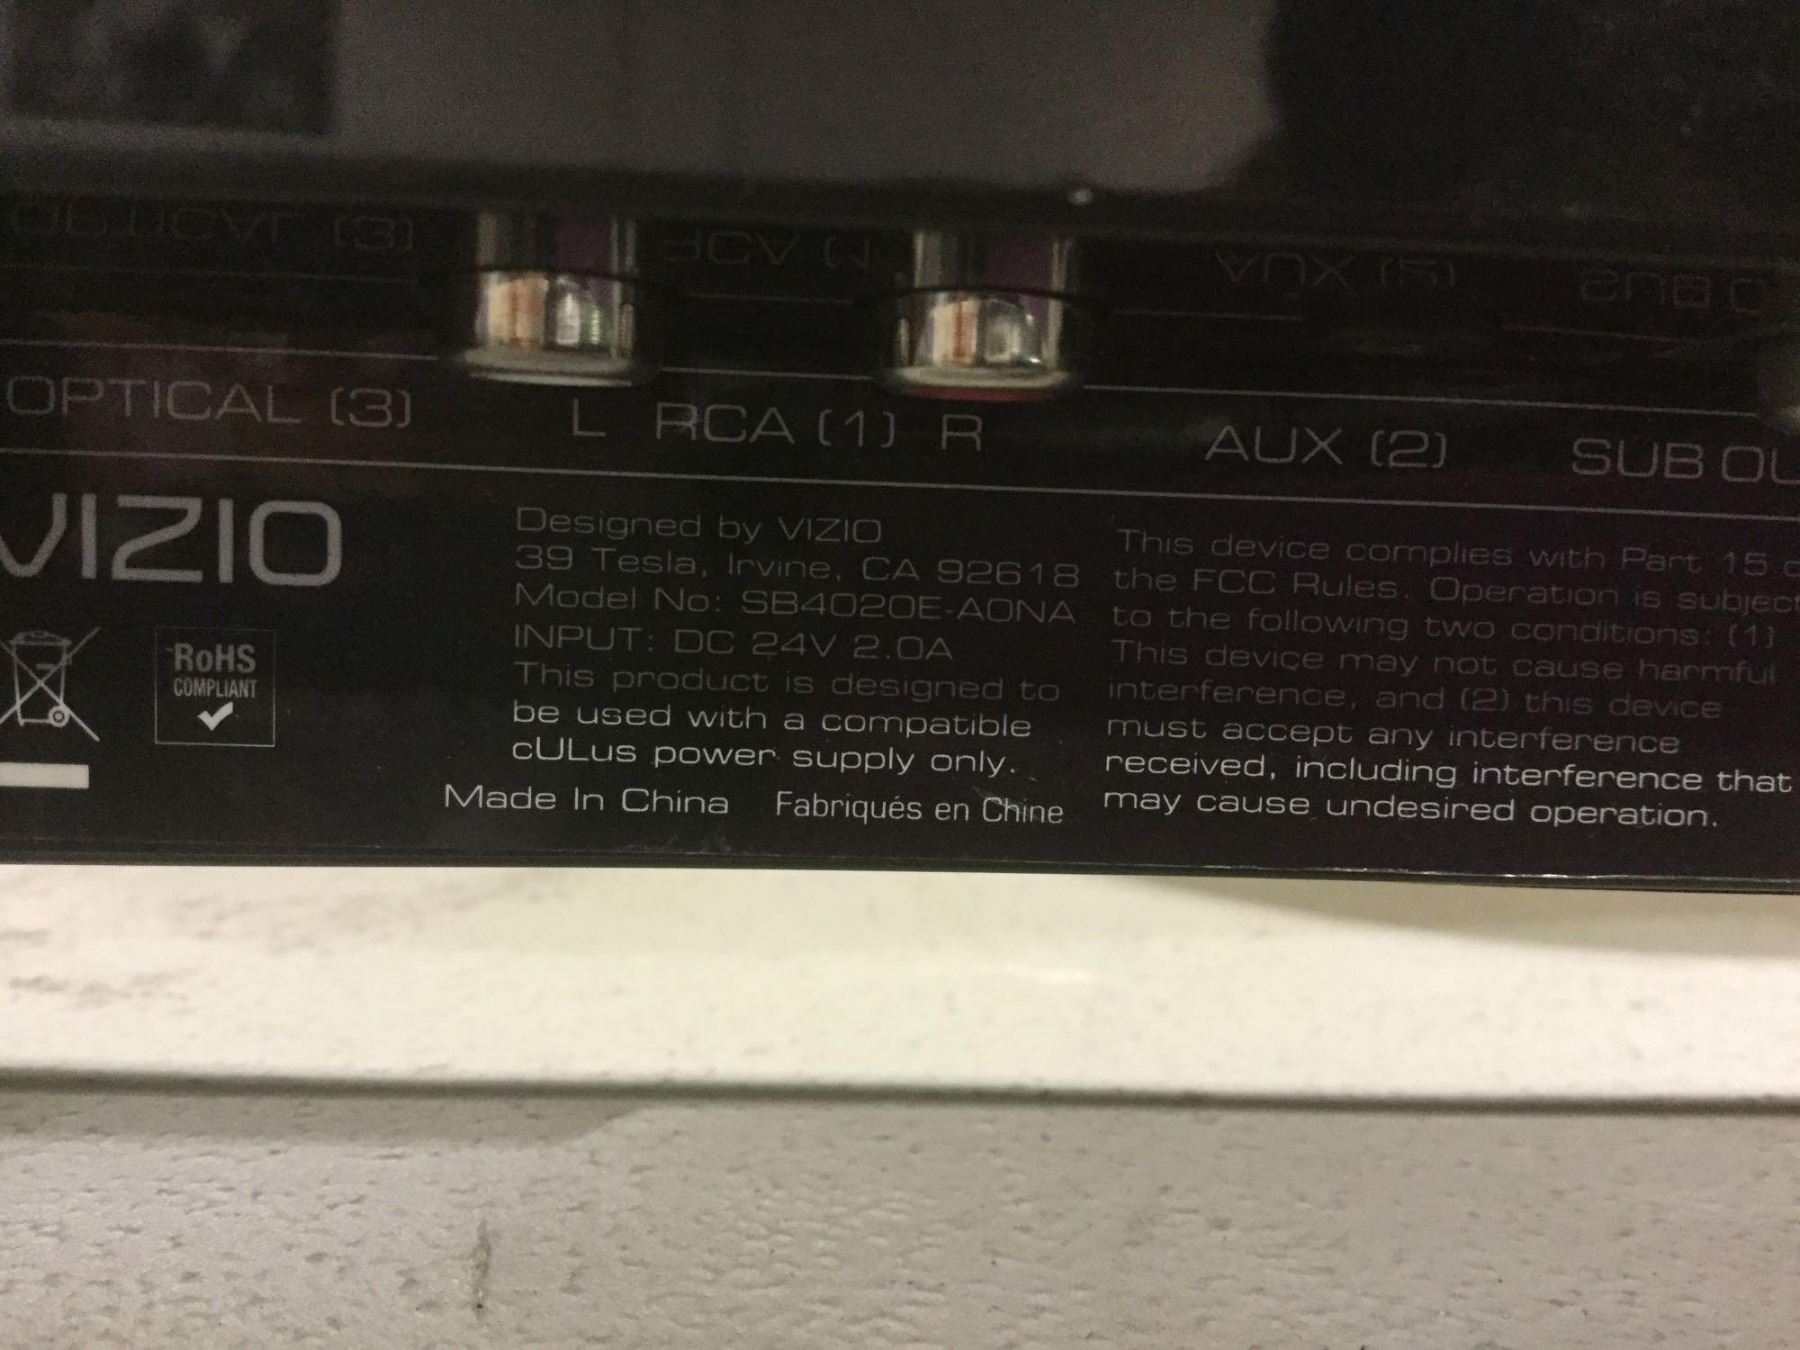 OPTICAL (3)
L RCA (1) R
AUX (2)
SUB OU
VIZIO
RoHS
COMPLIANT
Designed by VIZIO
39 Tesla, Irvine, CA 92618
Model No: SB4020E-A0NA
INPUT: DC 24V 2.0A
This product is designed to
be used with a compatible
cULus power supply only.
Made In China Fabriqués en Chine
This device complies with Part 15 o
the FCC Rules. Operation is subject
to the following two conditions: (1)
This device may not cause harmful
interference, and (2) this device
must accept any interference
received, including interference that
may cause undesired operation.